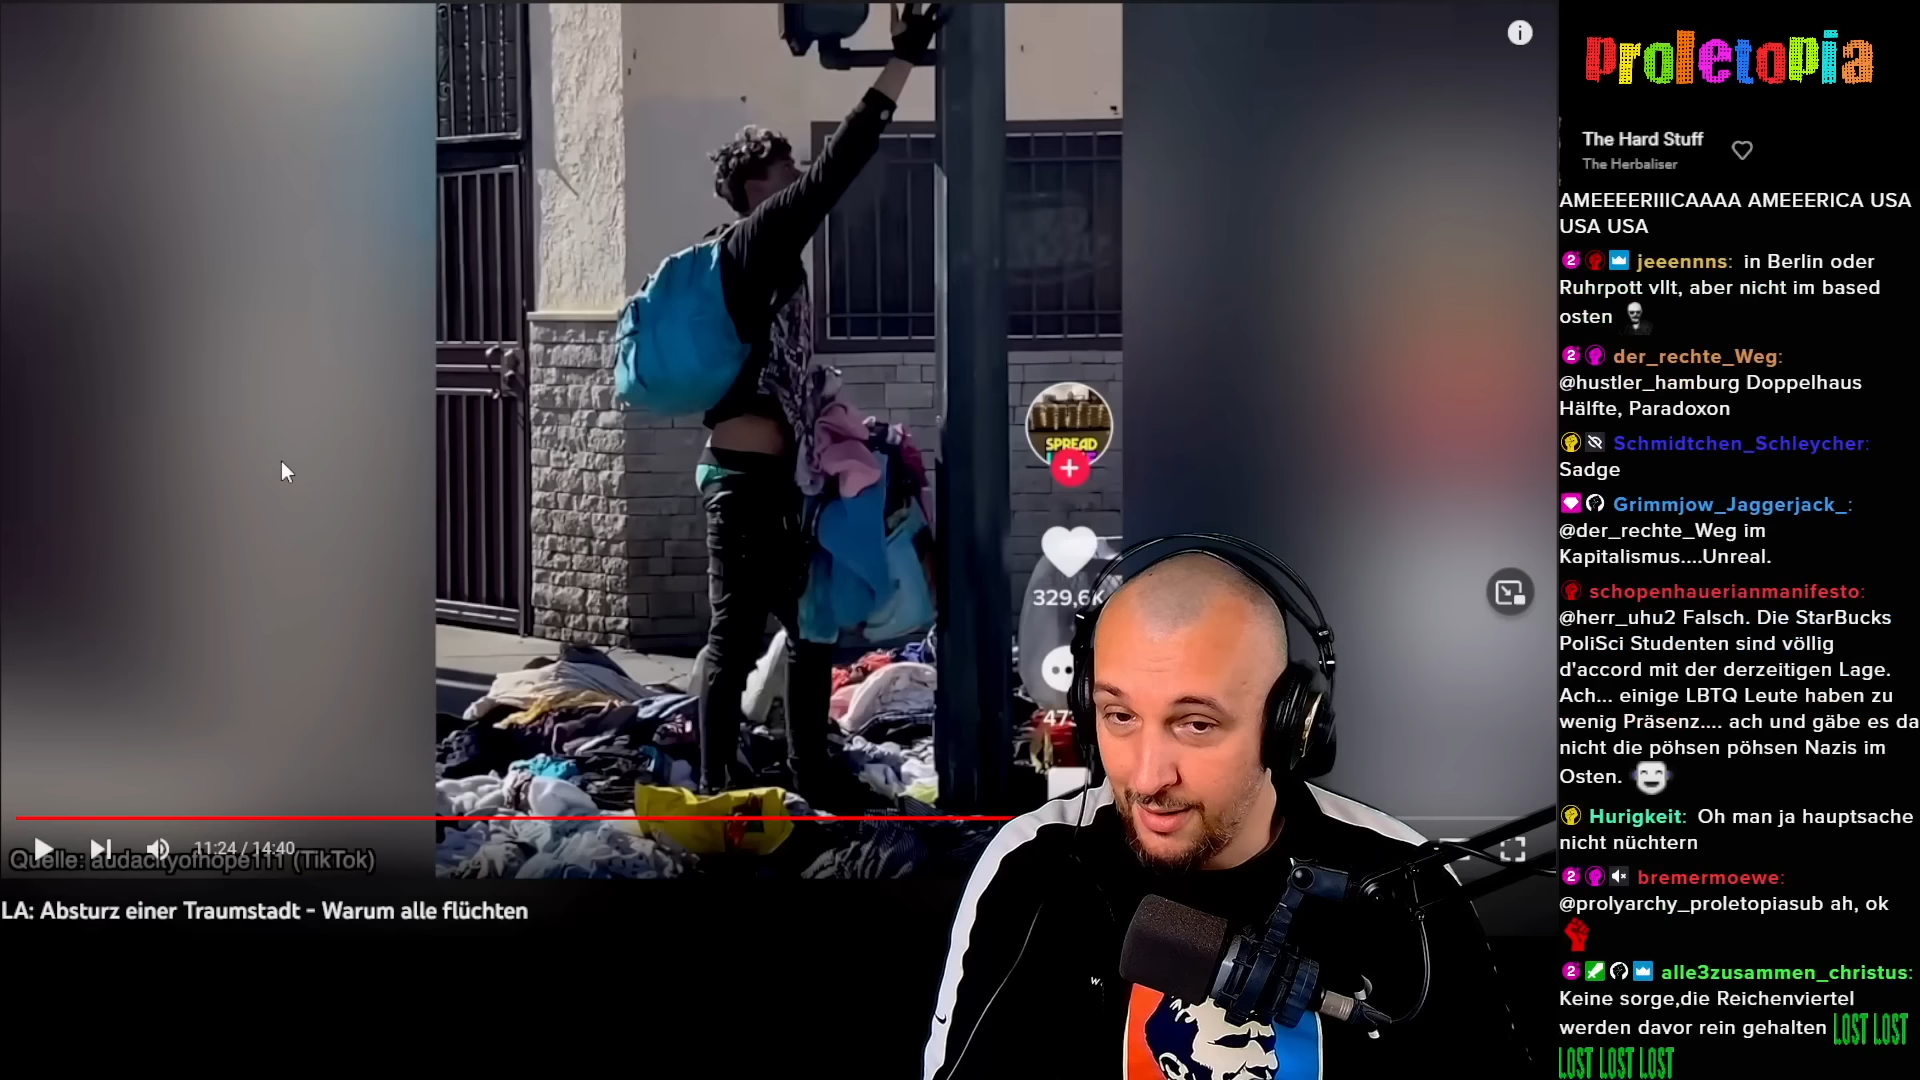 Proletopia
The Hard Stuff
The Herbaliser
AMEEEERIIICAAAA AMEEERICA USA
USA USA
jeeennns: in Berlin oder
Ruhrpott vllt, aber nicht im based
osten
der_rechte_Weg:
@hustler_hamburg Doppelhaus
Hälfte, Paradoxon
Schmidtchen_Schleycher:
Sadge
Grimmjow_Jaggerjack_:
@der_rechte_Weg im
Kapitalismus....Unreal.
schopenhauerianmanifesto:
@herr_uhu2 Falsch. Die StarBucks
PoliSci Studenten sind völlig
d'accord mit der derzeitigen Lage.
Ach... einige LBTQ Leute haben zu
wenig Präsenz.... ach und gäbe es da
nicht die pöhsen pöhsen Nazis im
Osten.
Hurigkeit: Oh man ja hauptsache
nicht nüchtern
bremermoewe:
@prolyarchy_proletopiasub ah, ok
alle3zusammen_christus:
Keine sorge,die Reichenviertel
werden davor rein gehalten LOST LOST
LOST LOST LOST
SPREAD
329,6K
11:24 / 14:40
Quelle: audacityofhope111 (TikTok)
LA: Absturz einer Traumstadt - Warum alle flüchten